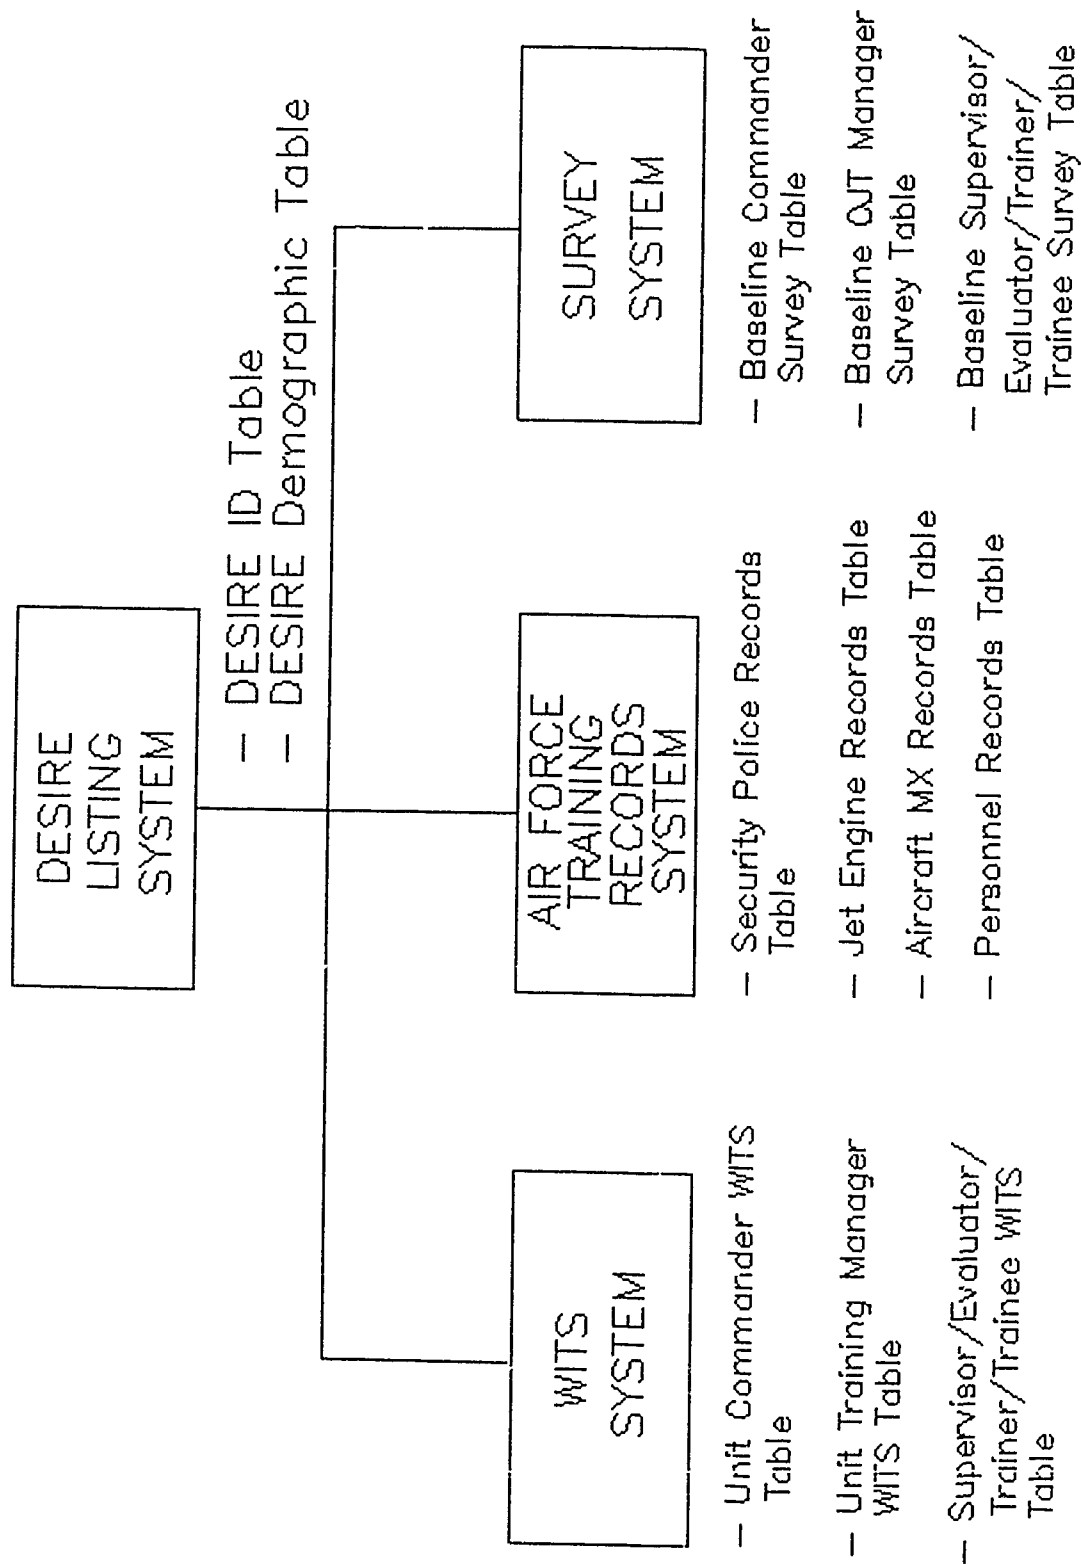 DESIRE
LISTING
SYSTEM
— DESIRE ID Table
— DESIRE Demographic Table
WITS
SYSTEM
— Unit Commander WITS
Table
— Unit Training Manager
WITS Table
— Supervisor/Evaluator/
Trainer/Trainee WITS
Table
AIR FORCE
TRAINING
RECORDS
SYSTEM
— Security Police Records
Table
— Jet Engine Records Table
— Aircraft MX Records Table
— Personnel Records Table
SURVEY
SYSTEM
— Baseline Commander
Survey Table
— Baseline OJT Manager
Survey Table
— Baseline Supervisor/
Evaluator/Trainer/
Trainee Survey Table